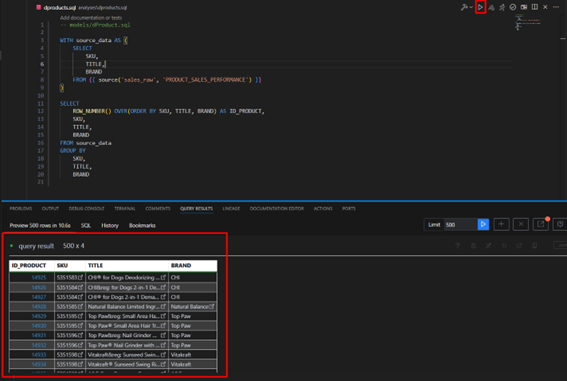 dproducts.sql analyses\dproducts.sql
Add documentation or tests
1 -- models/dProduct.sql
2
3 WITH source_data AS (
4 SELECT
5 SKU,
6 TITLE,
7 BRAND
8 FROM {{ source('sales_raw', 'PRODUCT_SALES_PERFORMANCE') }}
9 )
10
11 SELECT
12 ROW_NUMBER() OVER(ORDER BY SKU, TITLE, BRAND) AS ID_PRODUCT,
13 SKU,
14 TITLE,
15 BRAND
16 FROM source_data
17 GROUP BY
18 SKU,
19 TITLE,
20 BRAND
21
PROBLEMS OUTPUT DEBUG CONSOLE TERMINAL COMMENTS QUERY RESULTS LINEAGE DOCUMENTATION EDITOR ACTIONS PORTS
Preview 500 rows in 10.6s SQL History Bookmarks Limit 500
query result 500 x 4
ID_PRODUCT SKU TITLE BRAND
14925 5351583 CHI® for Dogs Deodorizing ... CHI
14926 5351584 CHI&reg; for Dogs 2-in-1 De... CHI
14927 5351584 CHI® for Dogs 2-in-1 Dema... CHI
14928 5351585 Natural Balance Limited Ingr... Natural Balance
14929 5351595 Top Paw&reg; Small Area Ha... Top Paw
14930 5351595 Top Paw® Small Area Hair Tr... Top Paw
14931 5351596 Top Paw&reg; Nail Grinder ... Top Paw
14932 5351596 Top Paw® Nail Grinder with ... Top Paw
14933 5351598 Vitakraft&reg; Sunseed Swin... Vitakraft
14934 5351598 Vitakraft® Sunseed Swing Ri... Vitakraft